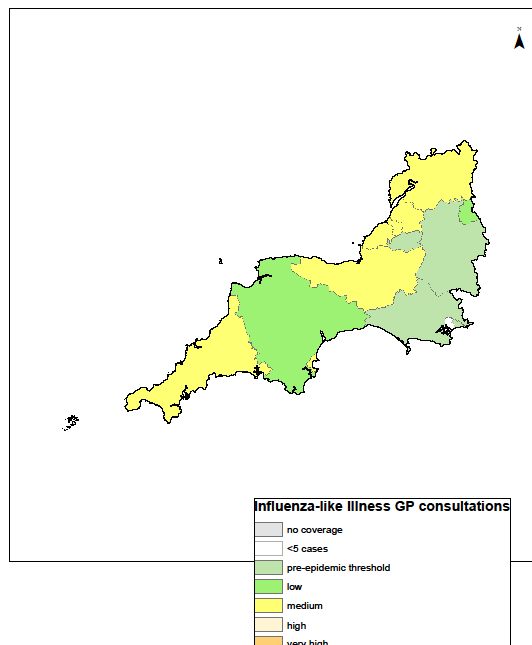 Influenza-like Illness GP consultations
no coverage
<5 cases
pre-epidemic threshold
low
medium
high
very high